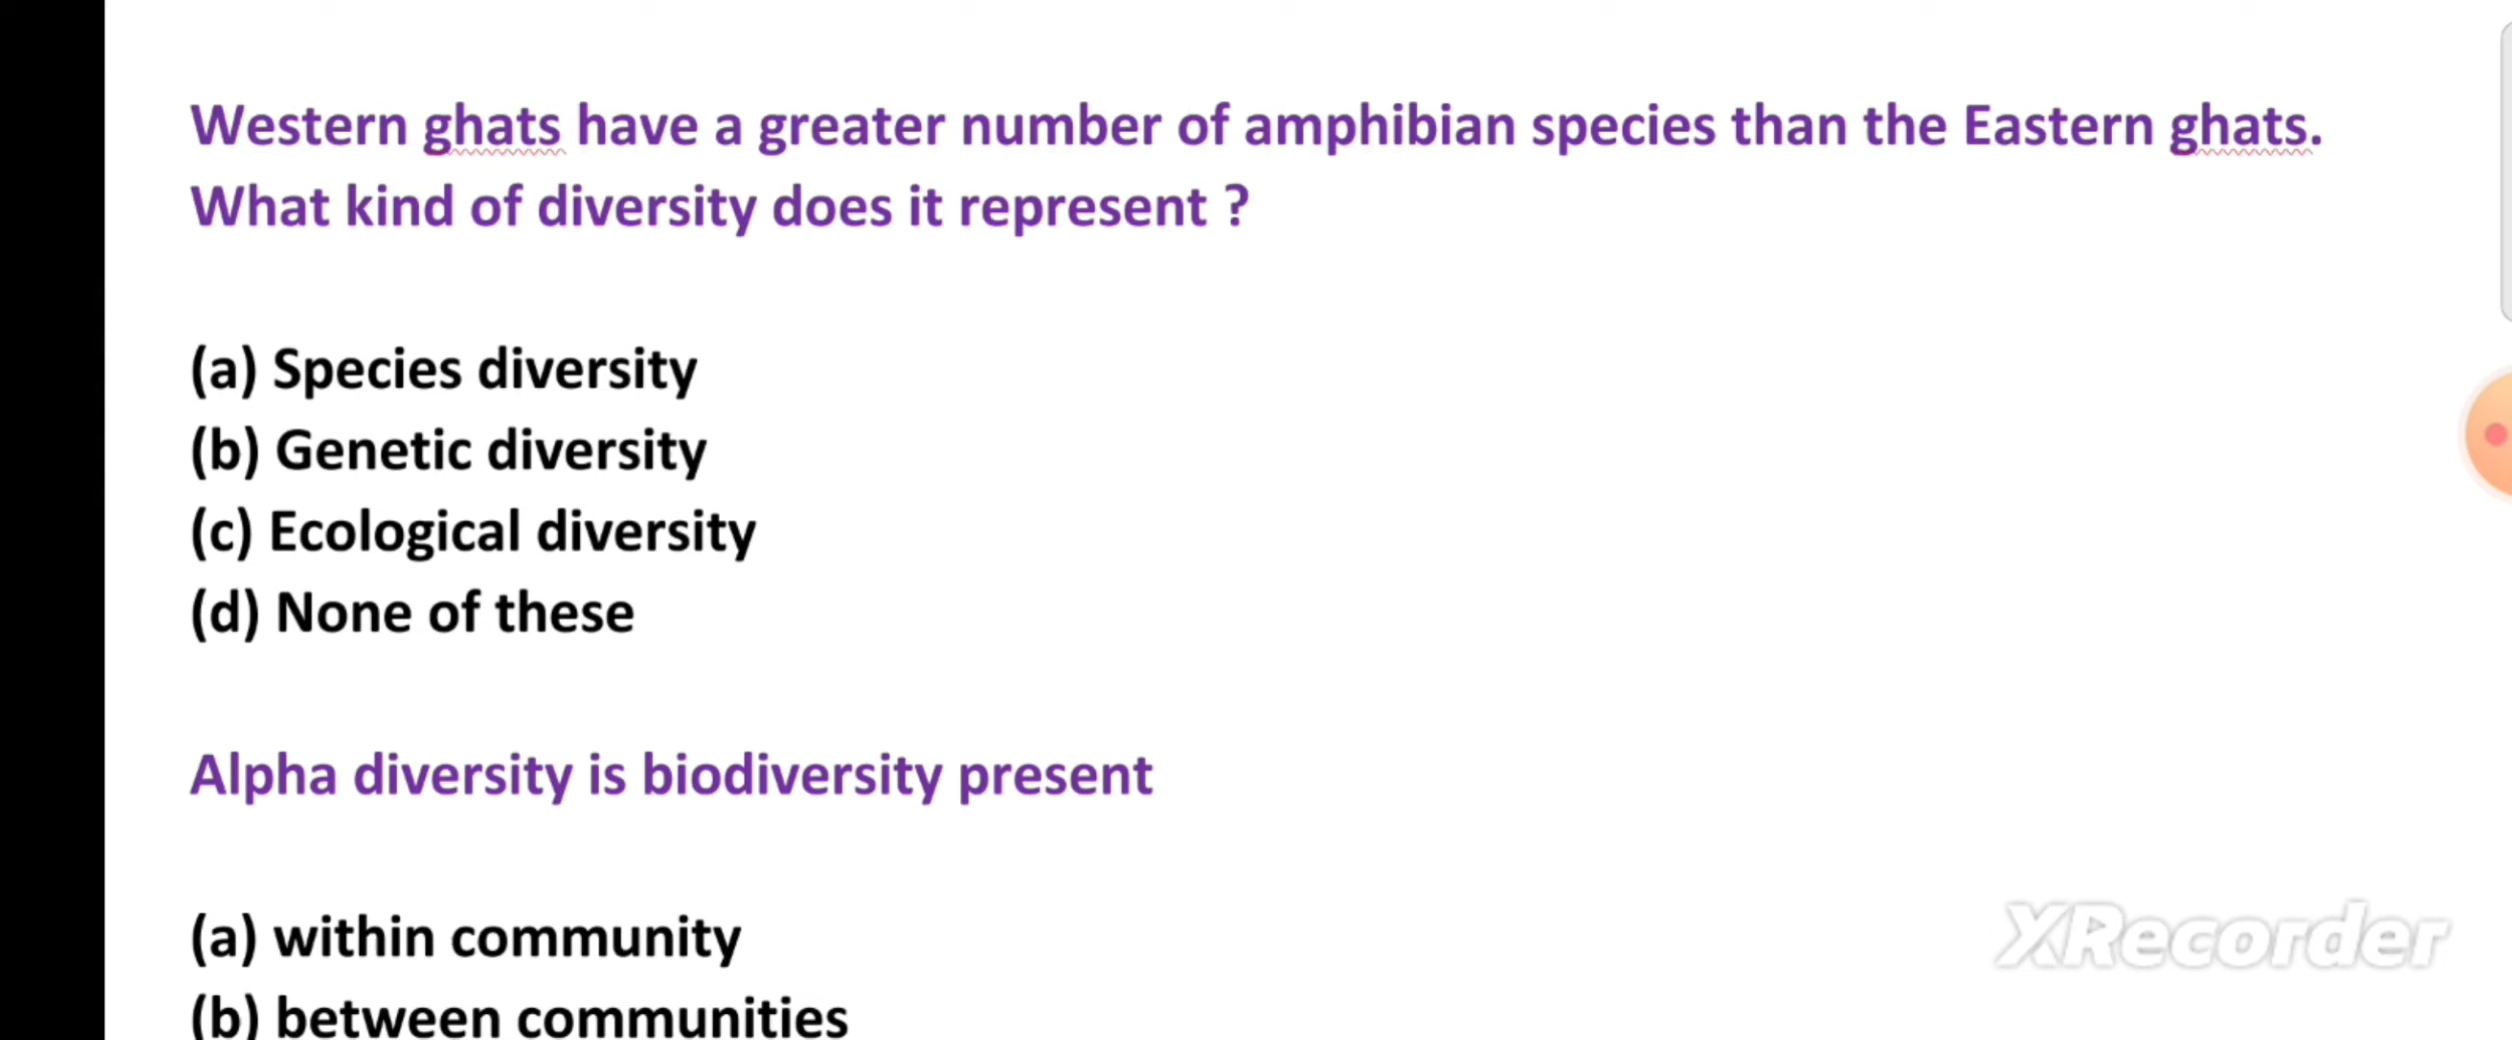 Western ghats have a greater number of amphibian species than the Eastern ghats.
What kind of diversity does it represent ?
(a) Species diversity
(b) Genetic diversity
(c) Ecological diversity
(d) None of these
Alpha diversity is biodiversity present
(a) within community
(b) between communities
XRecorder